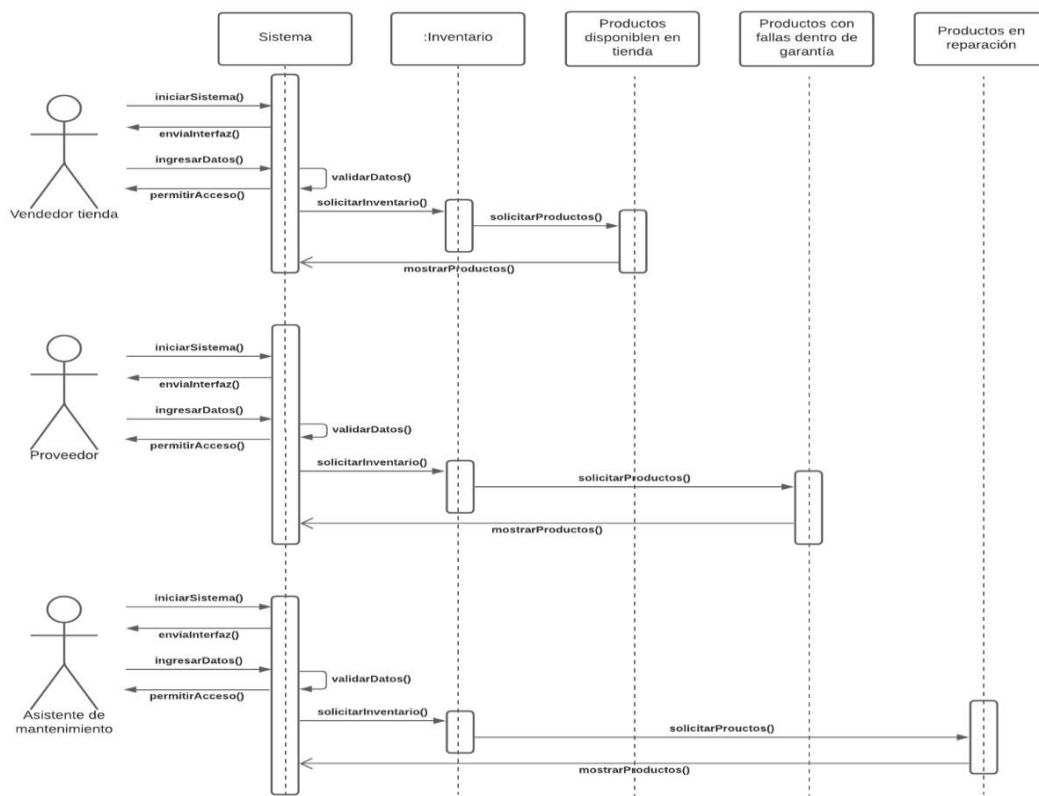 Sistema
:Inventario
Productos
disponiblen en
tienda
Productos con
fallas dentro de
garantía
Productos en
reparación
iniciarSistema()
enviaInterfaz()
ingresarDatos()
validarDatos()
permitirAcceso()
Vendedor tienda
solicitarInventario()
solicitarProductos()
mostrarProductos()
iniciarSistema()
enviaInterfaz()
ingresarDatos()
validarDatos()
permitirAcceso()
Proveedor
solicitarInventario()
solicitarProductos()
mostrarProductos()
iniciarSistema()
enviaInterfaz()
ingresarDatos()
validarDatos()
permitirAcceso()
Asistente de
mantenimiento
solicitarInventario()
solicitarProuctos()
mostrarProductos()